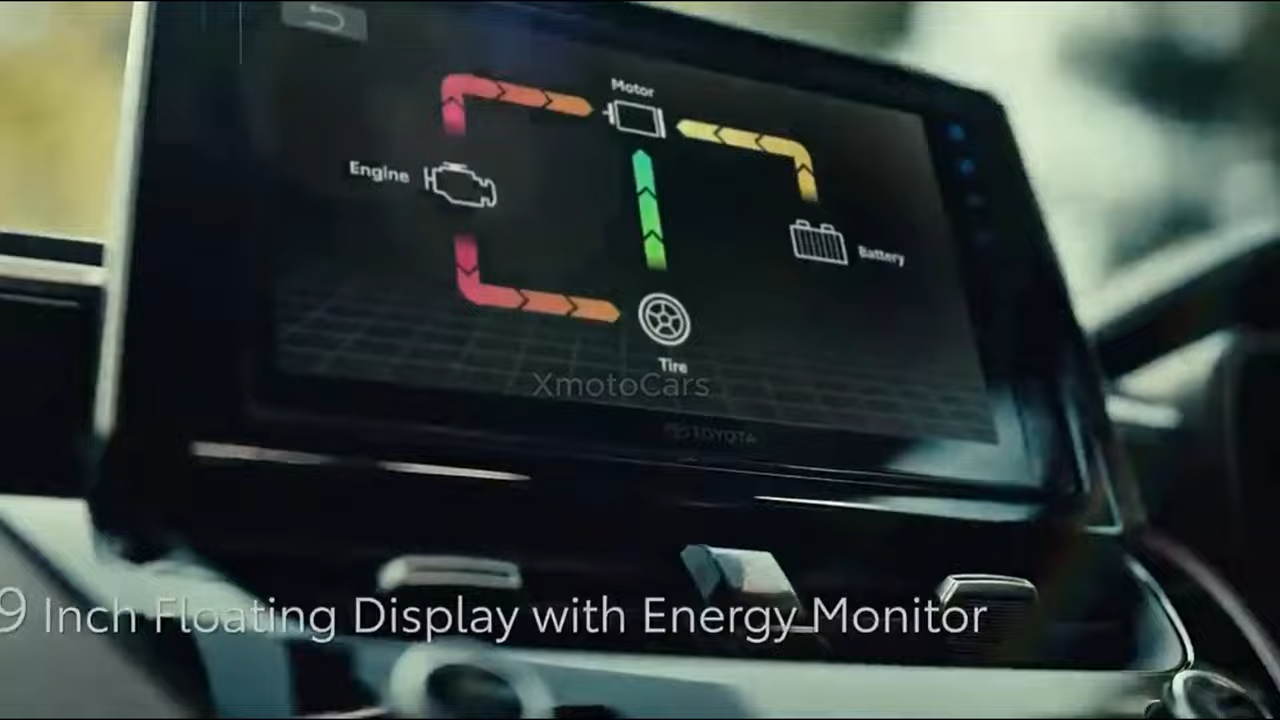 Motor
Engine
Battery
Tire
XmotoCars
TOYOTA
9 Inch Floating Display with Energy Monitor